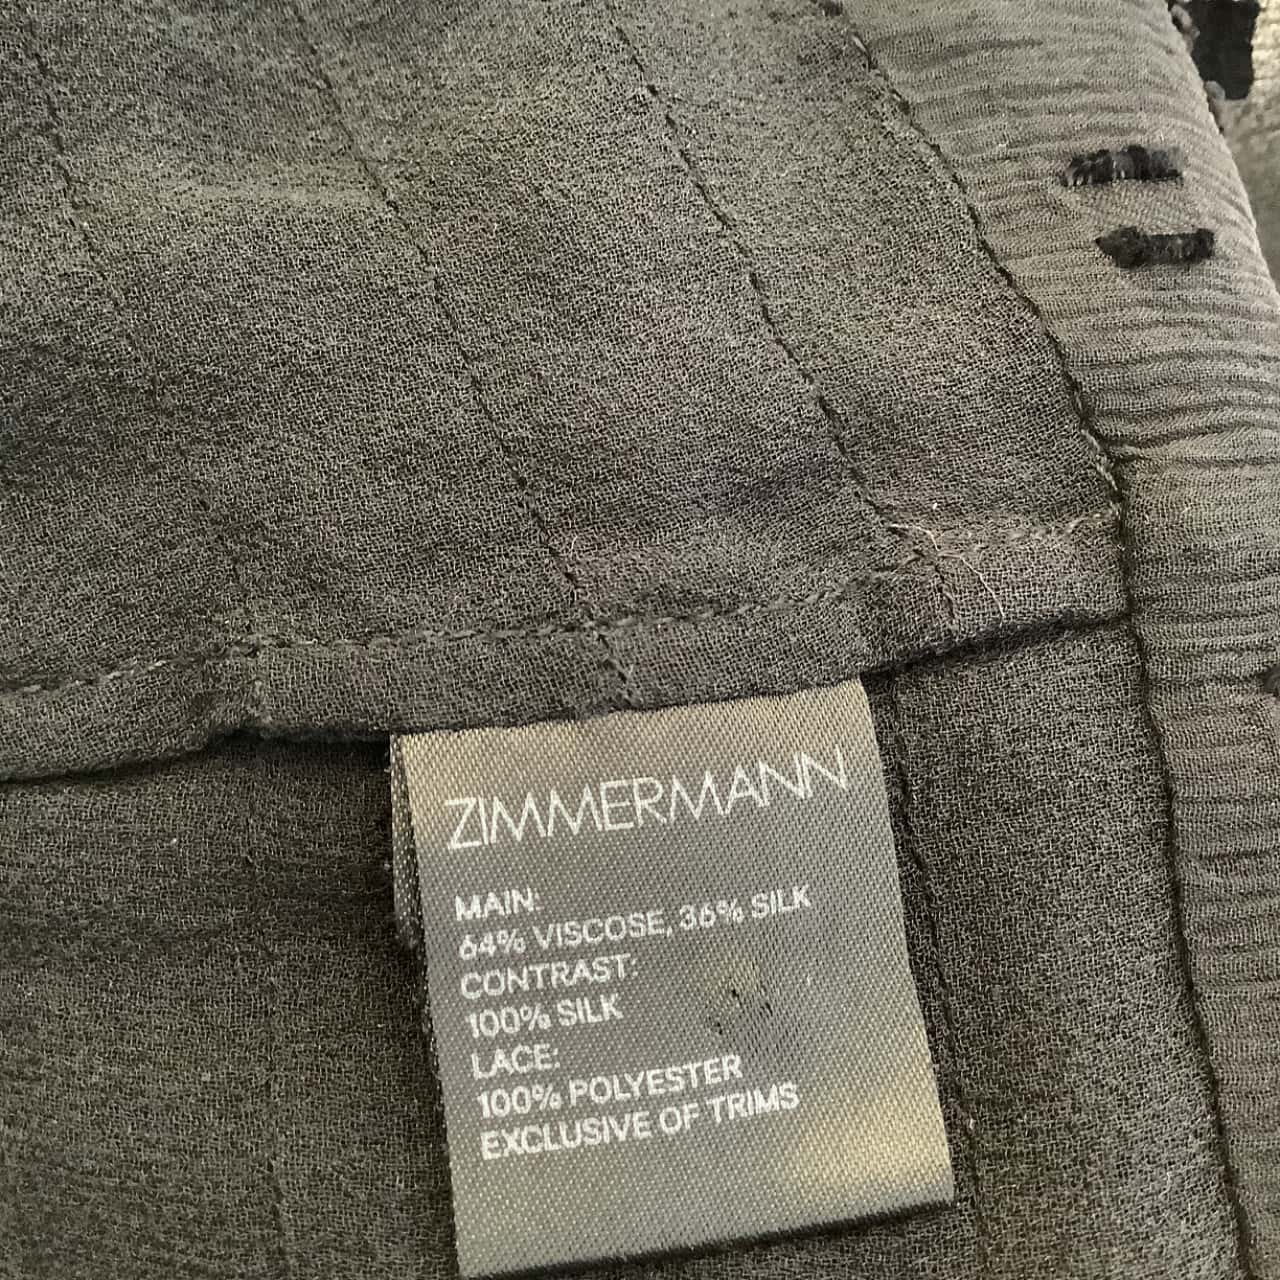 ZIMMERMANN
MAIN:
64% VISCOSE, 36% SILK
CONTRAST:
100% SILK
LACE:
100% POLYESTER
EXCLUSIVE OF TRIMS